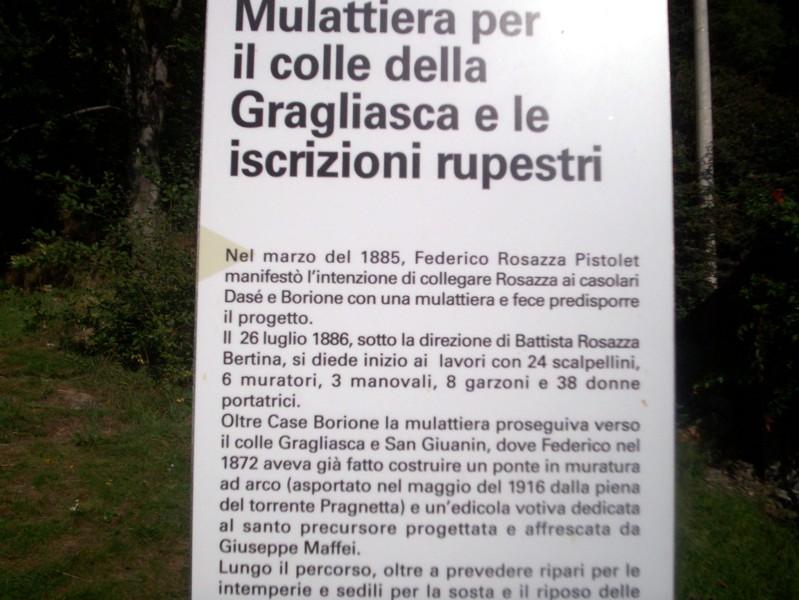 Mulattiera per
il colle della
Gragliasca e le
iscrizioni rupestri
Nel marzo del 1885, Federico Rosazza Pistolet
manifestò l'intenzione di collegare Rosazza ai casolari
Dasé e Borione con una mulattiera e fece predisporre
il progetto.
Il 26 luglio 1886, sotto la direzione di Battista Rosazza
Bertina, si diede inizio ai lavori con 24 scalpellini,
6 muratori, 3 manovali, 8 garzoni e 38 donne
portatrici.
Oltre Case Borione la mulattiera proseguiva verso
il colle Gragliasca e San Giuanin, dove Federico nel
1872 aveva già fatto costruire un ponte in muratura
ad arco (asportato nel maggio del 1916 dalla piena
del torrente Pragnetta) e un'edicola votiva dedicata
al santo precursore progettata e affrescata da
Giuseppe Maffei.
Lungo il percorso, oltre a prevedere ripari per le
intemperie e sedili per la sosta e il riposo delle